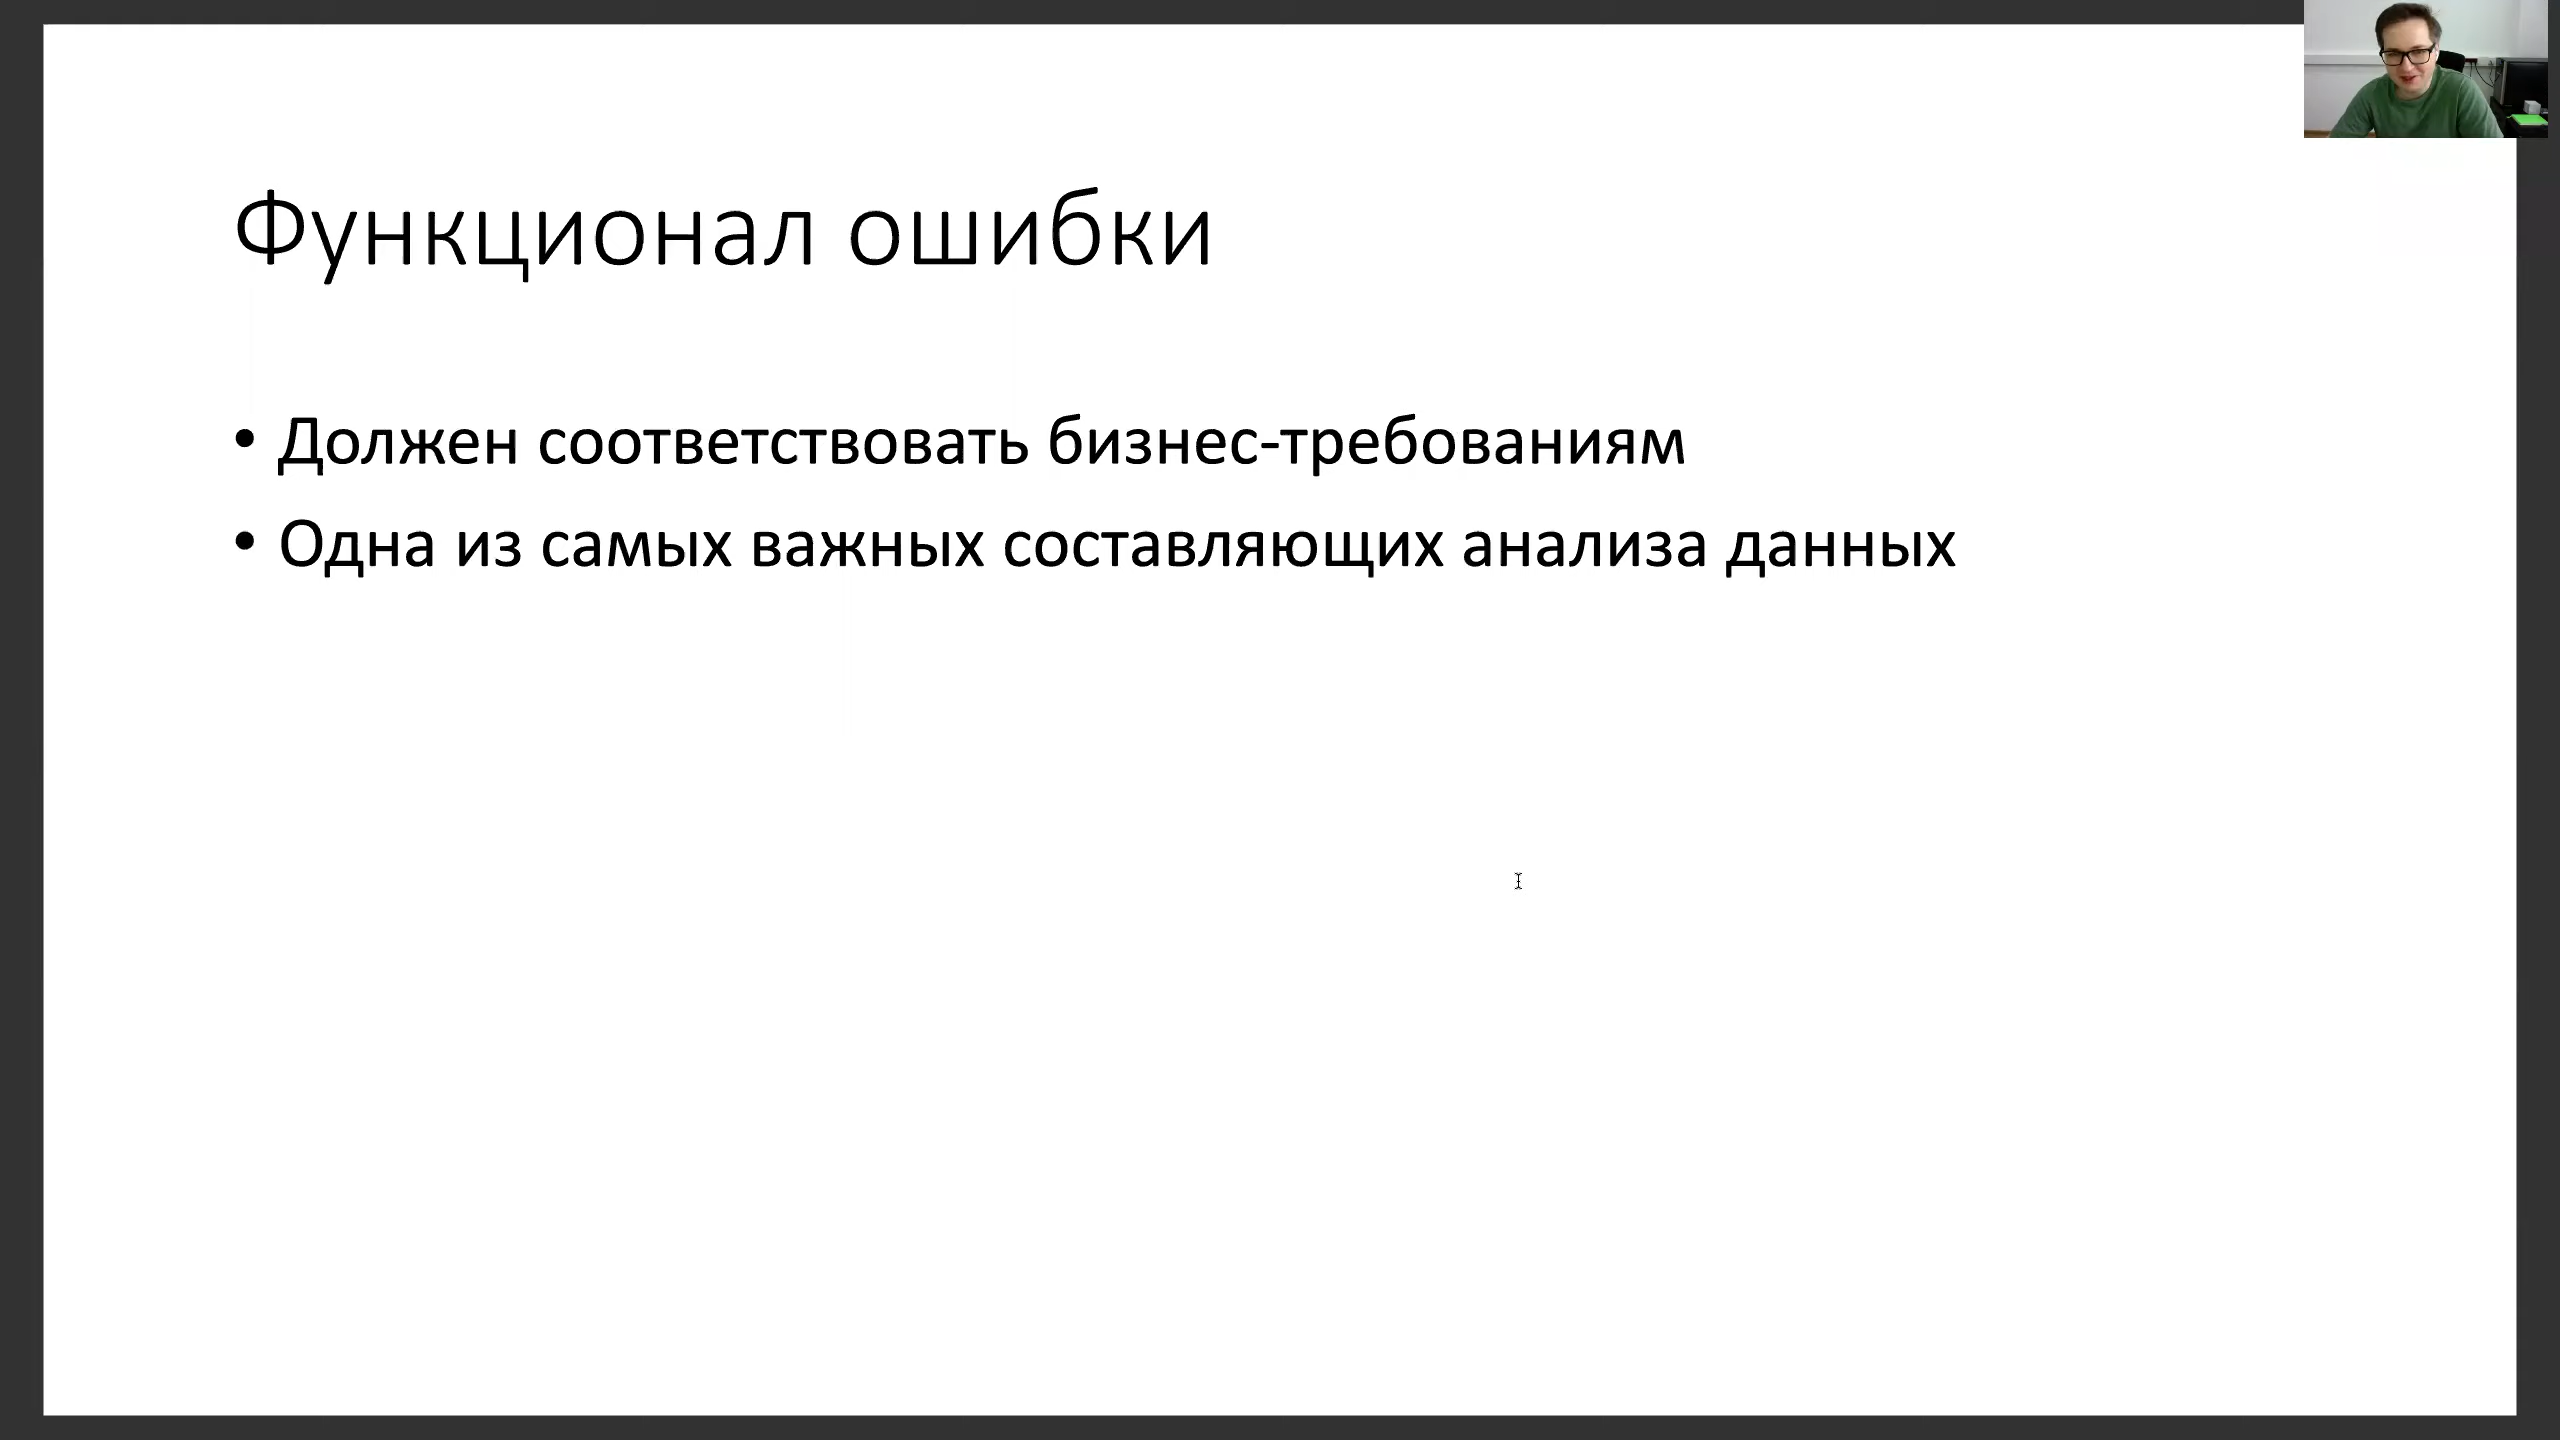 Функционал ошибки
• Должен соответствовать бизнес-требованиям
• Одна из самых важных составляющих анализа данных